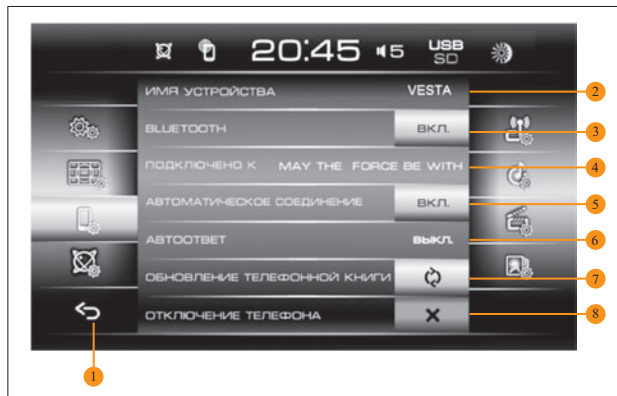 20:45 5 USB
SD
ИМЯ УСТРОЙСТВА VESTA 2
BLUETOOTH ВКЛ. 3
ПОДКЛЮЧЕНО К MAY THE FORCE BE WITH 4
АВТОМАТИЧЕСКОЕ СОЕДИНЕНИЕ ВКЛ. 5
АВТООТВЕТ ВЫКЛ. 6
ОБНОВЛЕНИЕ ТЕЛЕФОННОЙ КНИГИ 7
ОТКЛЮЧЕНИЕ ТЕЛЕФОНА 8
1